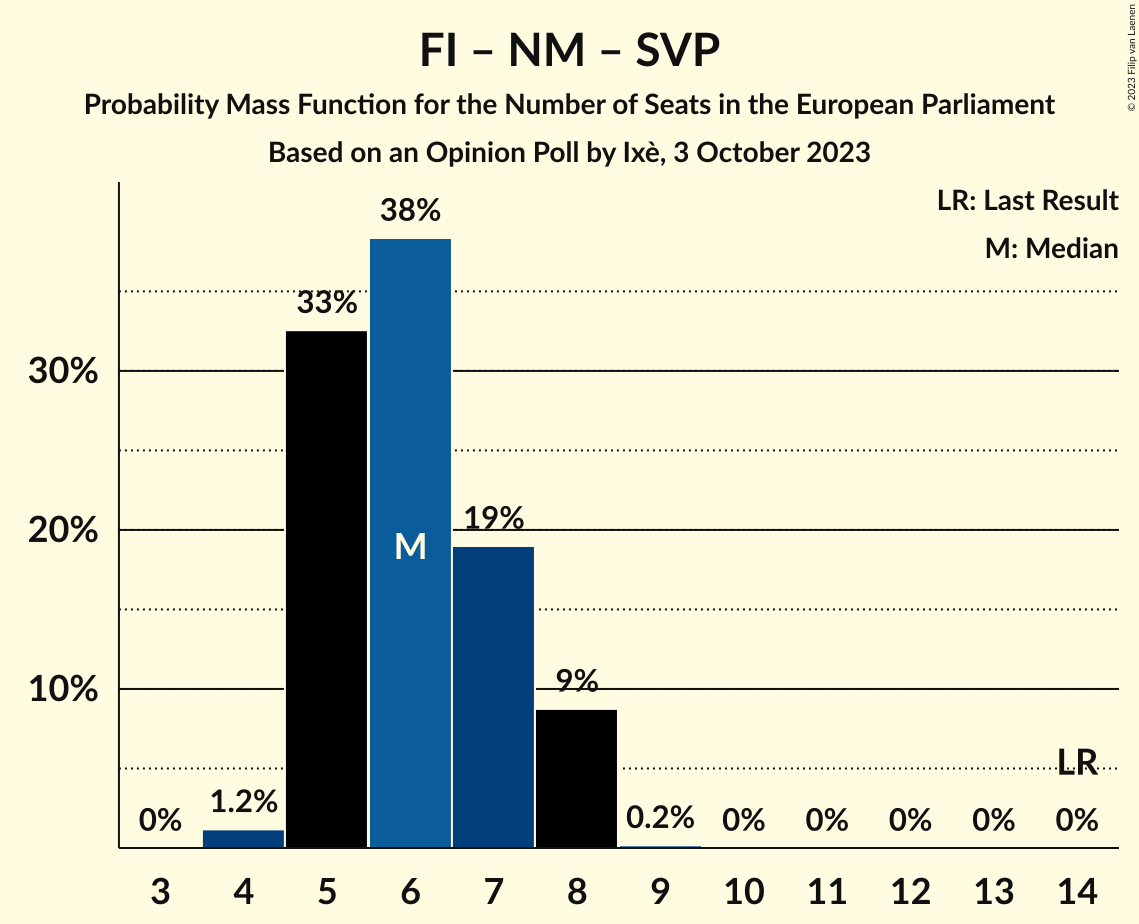 FI – NM – SVP
Probability Mass Function for the Number of Seats in the European Parliament
Based on an Opinion Poll by Ixè, 3 October 2023
© 2023 Filip van Laenen
LR: Last Result
M: Median
38%
33%
30%
20%
19%
M
10%
9%
LR
0% 1.2% 0.2% 0% 0% 0% 0% 0%
3 4 5 6 7 8 9 10 11 12 13 14